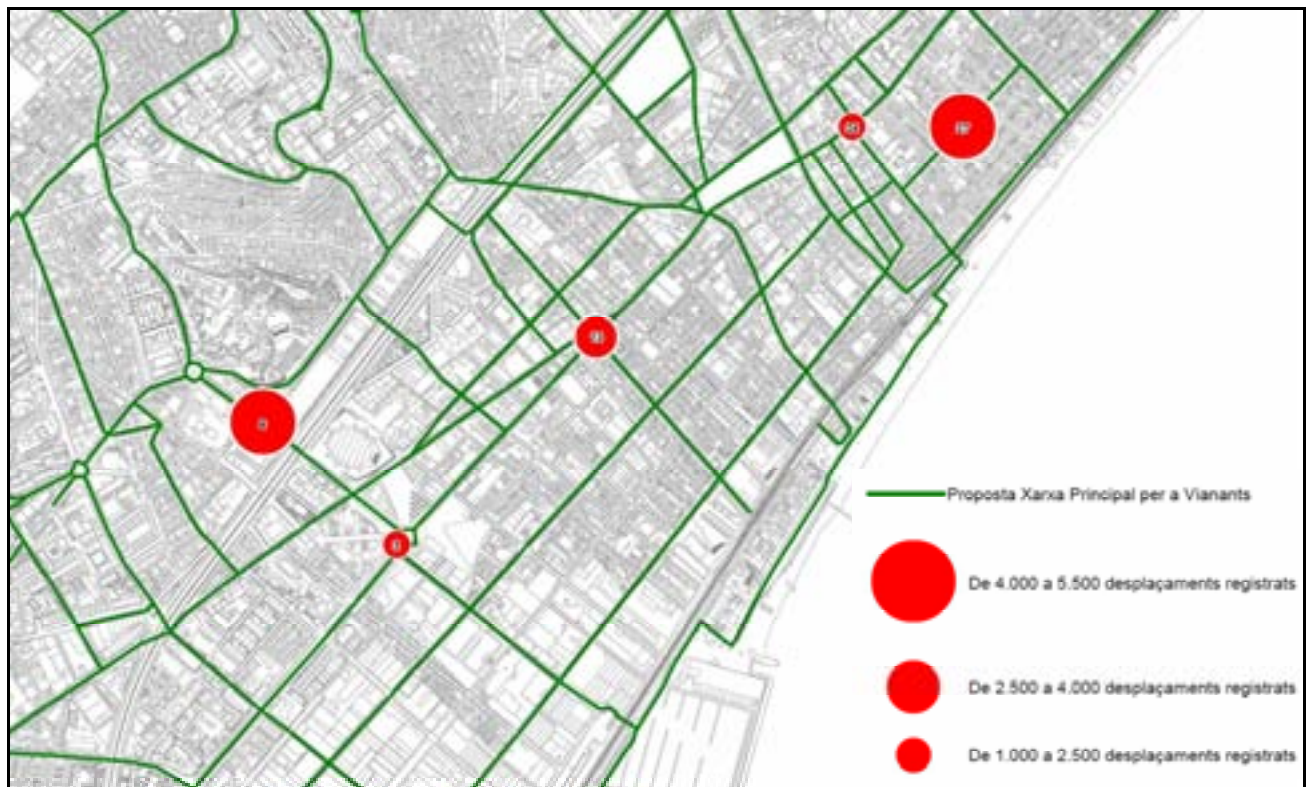 Proposta Xarxa Principal per a Vianants
De 4.000 a 5.500 desplaçaments registrats
De 2.500 a 4.000 desplaçaments registrats
De 1.000 a 2.500 desplaçaments registrats